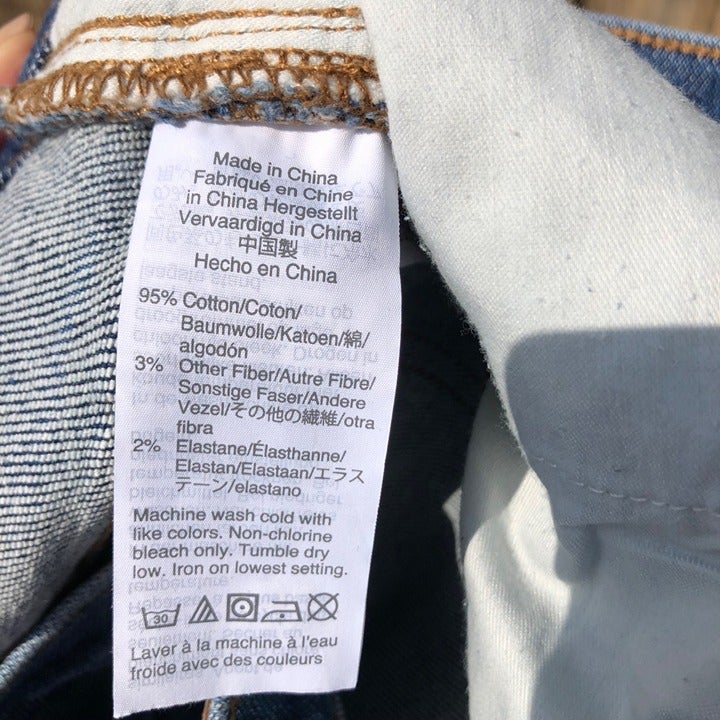 Made in China
Fabriqué en Chine
in China Hergestellt
Vervaardigd in China
中国製
Hecho en China
95% Cotton/Coton/
Baumwolle/Katoen/綿/
algodón
3% Other Fiber/Autre Fibre/
Sonstige Faser/Andere
Vezel/その他の繊維/otra
fibra
2% Elastane/Élasthanne/
Elastan/Elastaan/エラス
テーン/elastano
Machine wash cold with
like colors. Non-chlorine
bleach only. Tumble dry
low. Iron on lowest setting.
30
Laver à la machine à l'eau
froide avec des couleurs